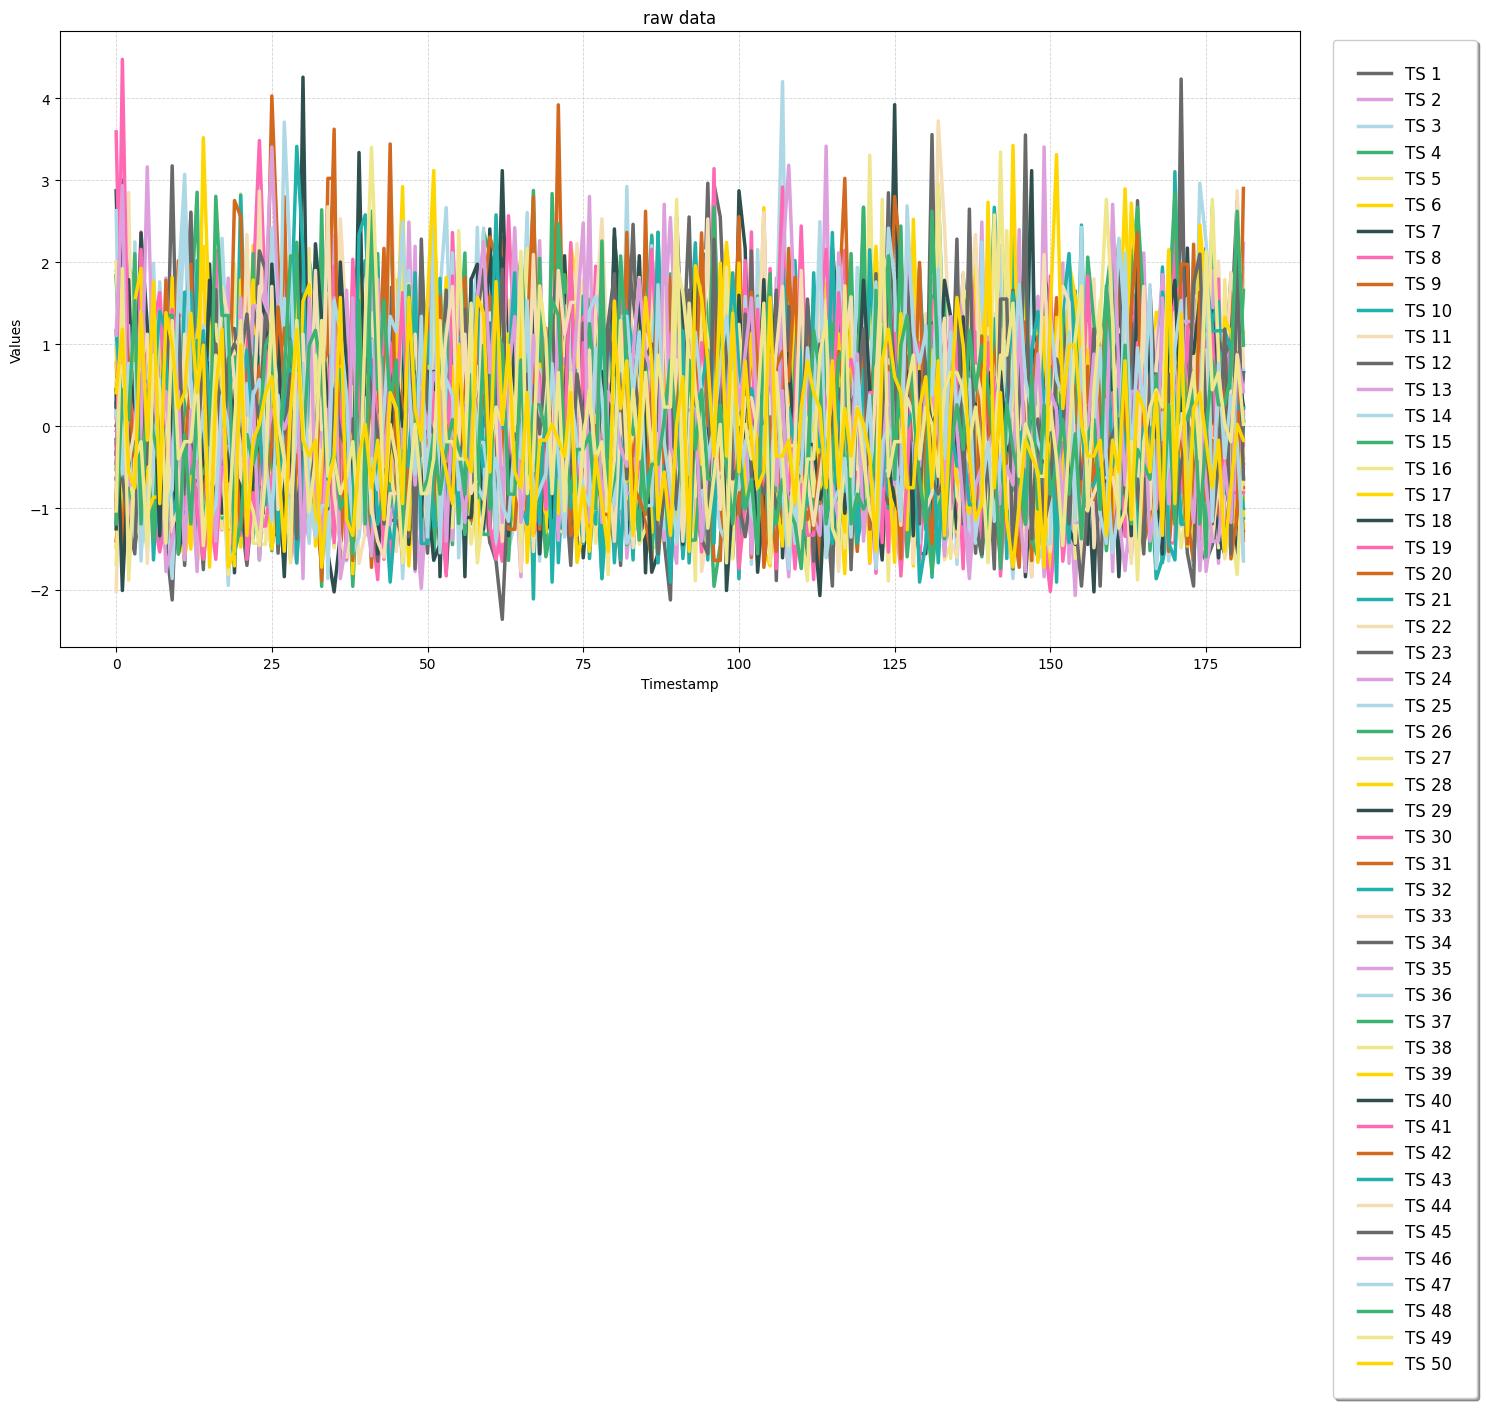 raw data
Values
4
3
2
1
0
−1
−2
0 25 50 75 100 125 150 175
Timestamp
TS 1
TS 2
TS 3
TS 4
TS 5
TS 6
TS 7
TS 8
TS 9
TS 10
TS 11
TS 12
TS 13
TS 14
TS 15
TS 16
TS 17
TS 18
TS 19
TS 20
TS 21
TS 22
TS 23
TS 24
TS 25
TS 26
TS 27
TS 28
TS 29
TS 30
TS 31
TS 32
TS 33
TS 34
TS 35
TS 36
TS 37
TS 38
TS 39
TS 40
TS 41
TS 42
TS 43
TS 44
TS 45
TS 46
TS 47
TS 48
TS 49
TS 50